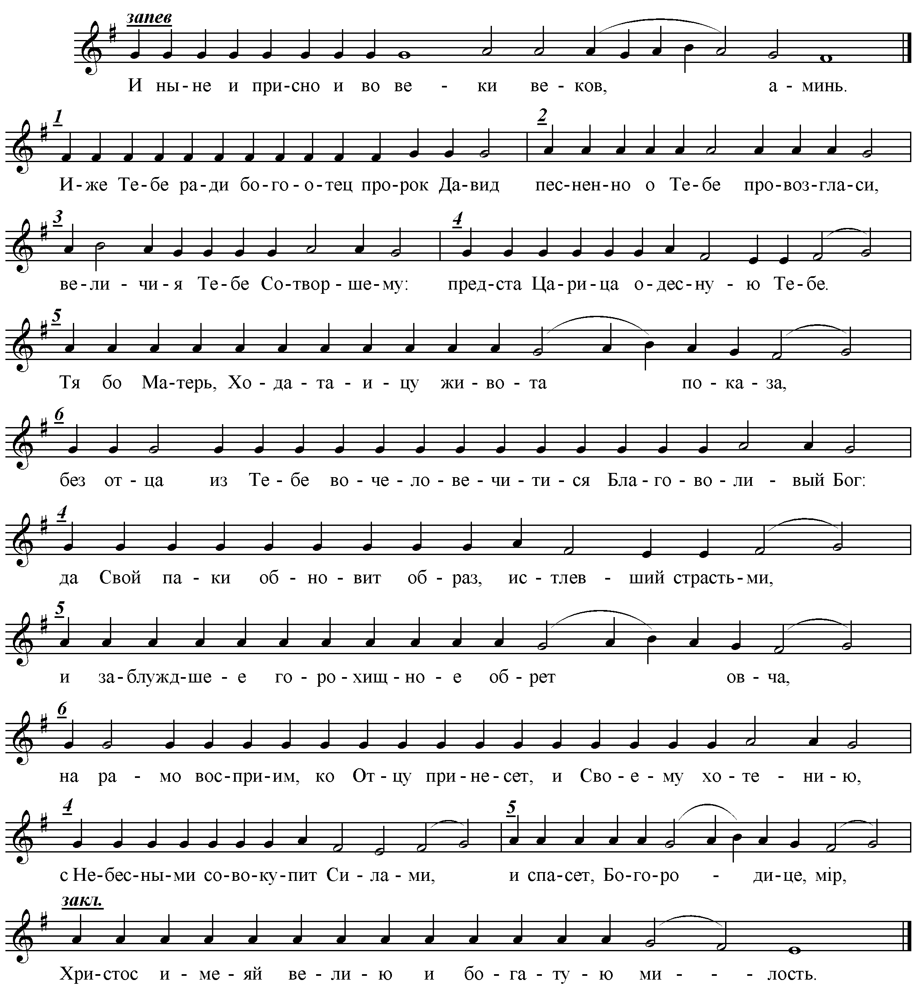 запев
И ны-не и при-сно и во ве - ки ве-ков, а-минь.
1 2
И-же Те-бе ра-ди бо-го-о-тец про-рок Да-вид пес-нен-но о Те-бе про-воз-гла-си,
3 4
ве-ли-чи-я Те-бе Со-твор-ше-му: пред-ста Ца-ри-ца о-дес-ну-ю Те-бе.
5
Тя бо Ма-терь, Хо-да-та-и-цу жи-во-та по-ка-за,
6
без от-ца из Те-бе во-че-ло-ве-чи-ти-ся Бла-го-во-ли-вый Бог:
4
да Свой па-ки об-но-вит об-раз, ис-тлев-ший страсть-ми,
5
и за-блужд-ше-е го-ро-хищ-но-е об-рет ов-ча,
6
на ра-мо вос-при-им, ко От-цу при-не-сет, и Сво-е-му хо-те-ни-ю,
4 5
с Не-бес-ны-ми со-во-ку-пит Си-ла-ми, и спа-сет, Бо-го-ро - ди-це, мір,
закл.
Хри-стос и-ме-яй ве-ли-ю и бо-га-ту-ю ми - - - лость.